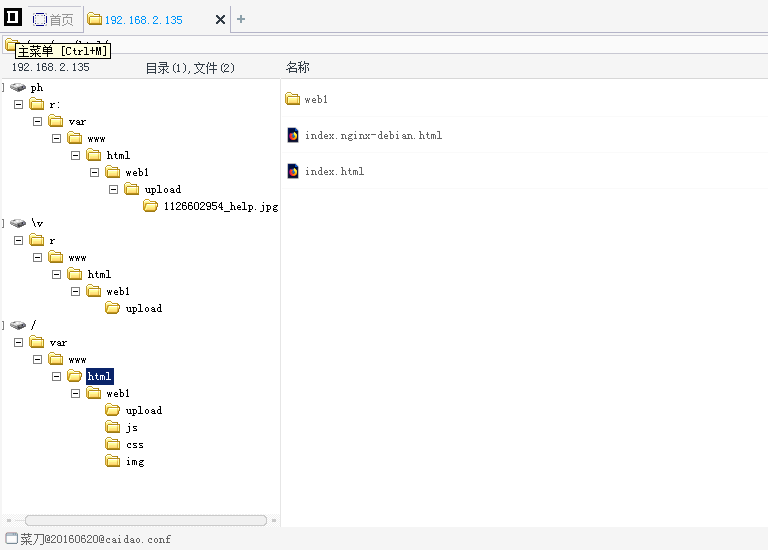 首页 192.168.2.135
主菜单 [Ctrl+M]
192.168.2.135 目录(1),文件(2) 名称
ph
r:
var
www
html
web1
upload
1126602954_help.jpg
\v
r
www
html
web1
upload
/
var
www
html
web1
upload
js
css
img
web1
index.nginx-debian.html
index.html
菜刀@20160620@caidao.conf